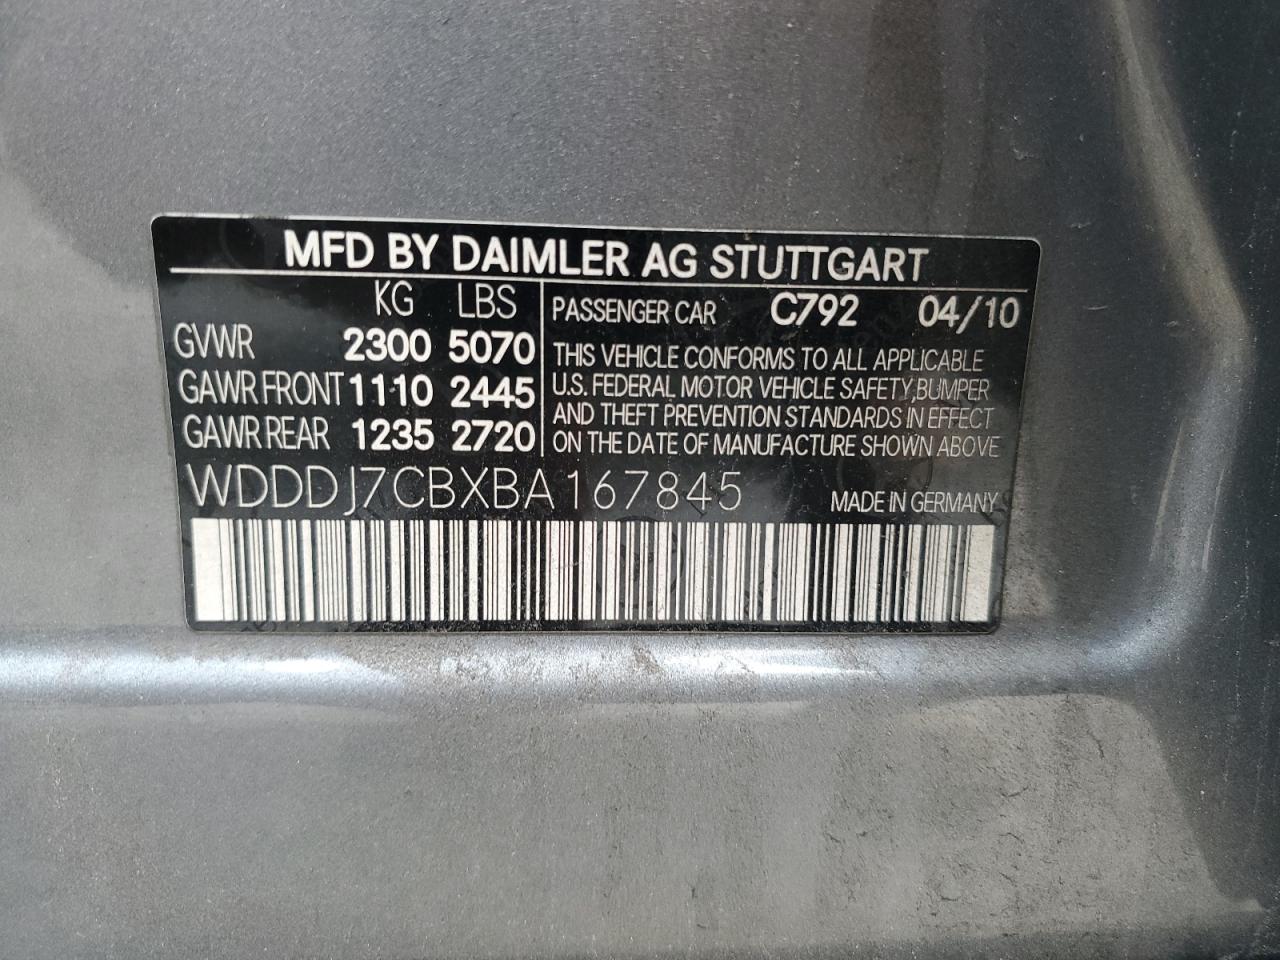 MFD BY DAIMLER AG STUTTGART
KG LBS
GVWR 2300 5070
GAWR FRONT 1110 2445
GAWR REAR 1235 2720
PASSENGER CAR C792 04/10
THIS VEHICLE CONFORMS TO ALL APPLICABLE
U.S. FEDERAL MOTOR VEHICLE SAFETY,BUMPER
AND THEFT PREVENTION STANDARDS IN EFFECT
ON THE DATE OF MANUFACTURE SHOWN ABOVE
WDDDJ7CBXBA167845 MADE IN GERMANY